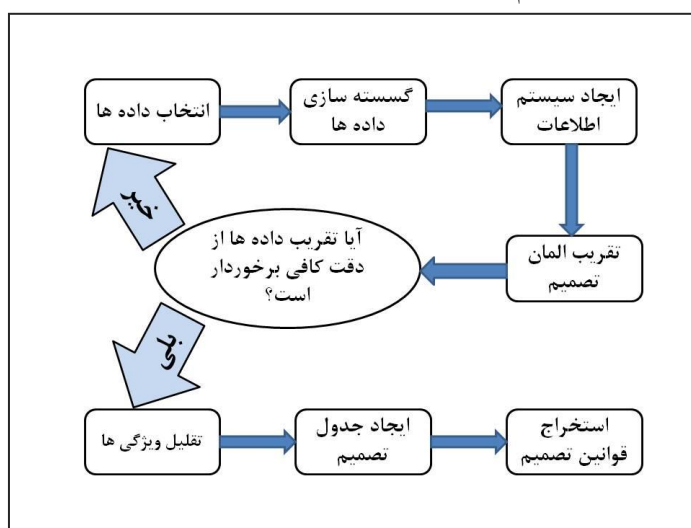 انتخاب داده ها
گسسته سازی
داده ها
ایجاد سیستم
اطلاعات
تقریب المان
تصمیم
آیا تقریب داده ها از
دقت کافی برخوردار
است؟
خیر
بلی
تقلیل ویژگی ها
ایجاد جدول
تصمیم
استخراج
قوانین تصمیم